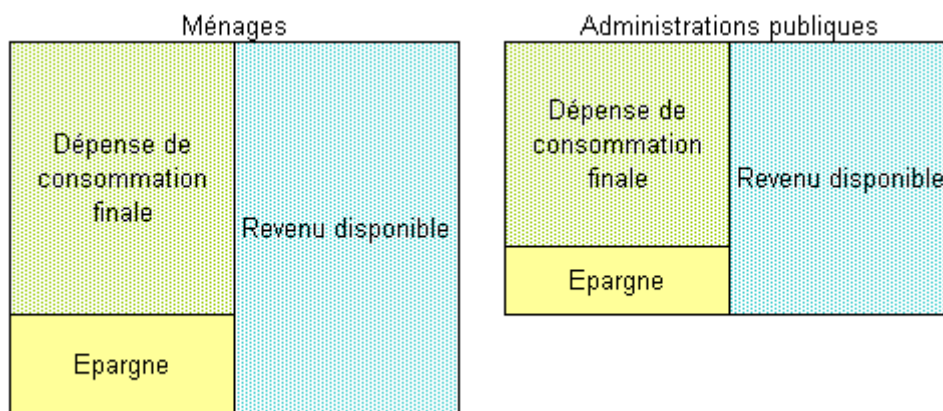 Ménages
Dépense de
consommation
finale
Revenu disponible
Epargne
Administrations publiques
Dépense de
consommation
finale
Revenu disponible
Epargne